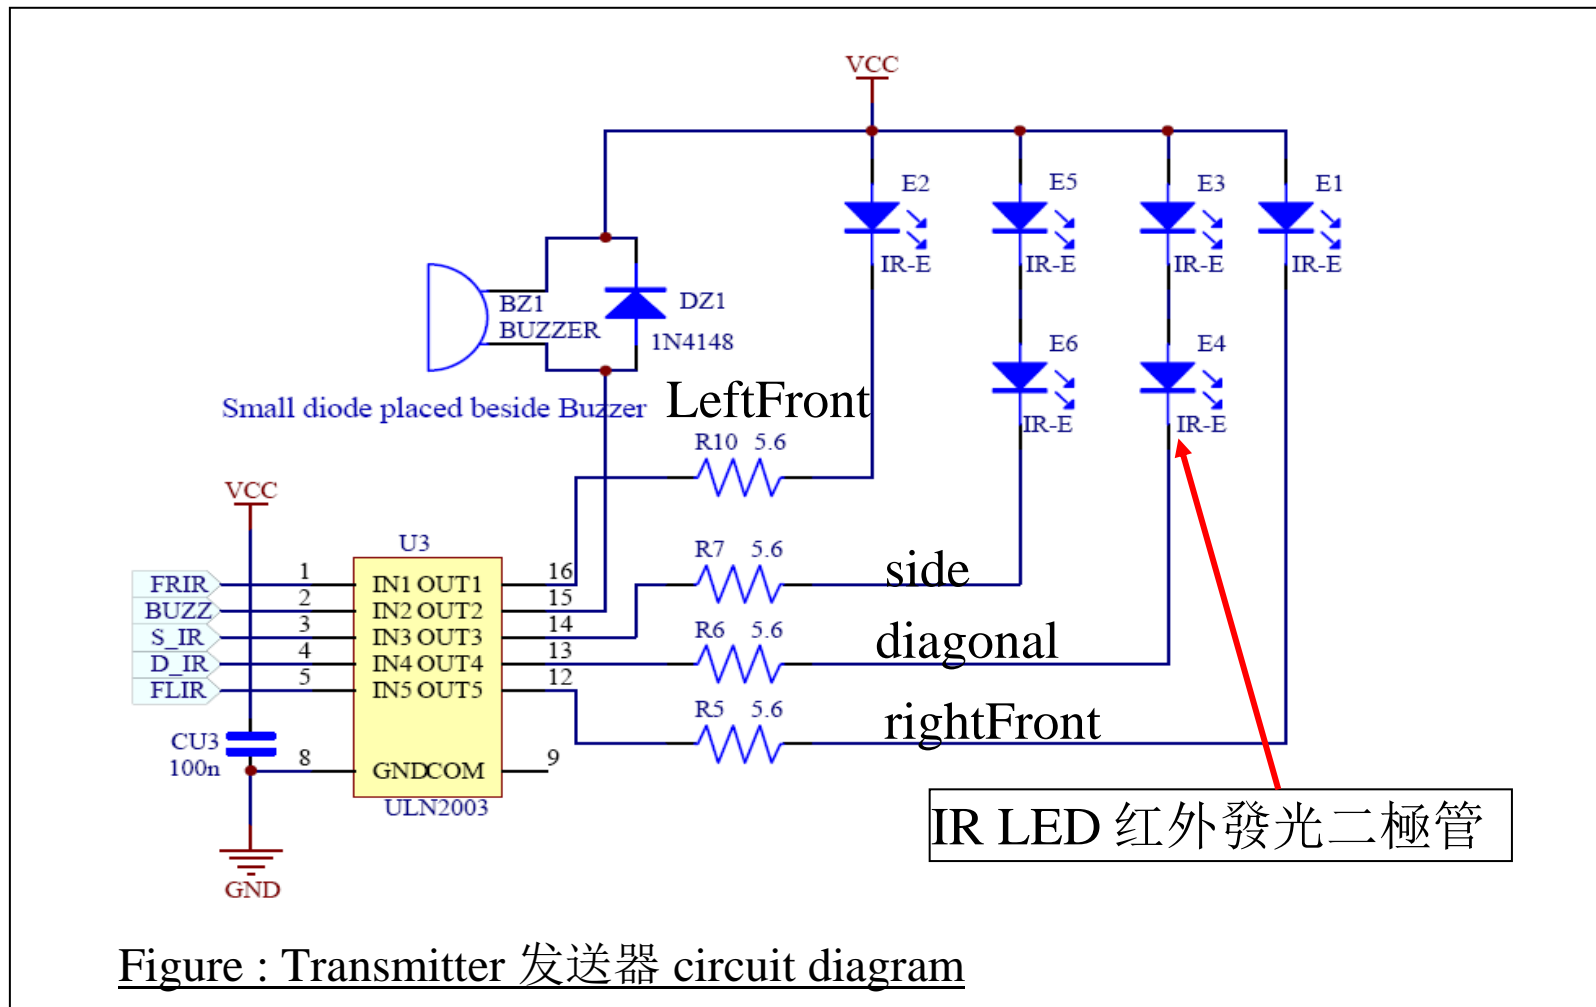 VCC
E2
E5
E3
E1
IR-E
IR-E
IR-E
IR-E
BZ1
BUZZER
DZ1
1N4148
E6
E4
IR-E
IR-E
Small diode placed beside Buzzer
LeftFront
R10 5.6
VCC
U3
R7 5.6
side
FRIR 1 IN1 OUT1 16
BUZZ 2 IN2 OUT2 15
S_IR 3 IN3 OUT3 14
R6 5.6
diagonal
D_IR 4 IN4 OUT4 13
FLIR 5 IN5 OUT5 12
R5 5.6
rightFront
CU3
100n
8 GND COM 9
ULN2003
IR LED 红外發光二極管
GND
Figure : Transmitter 发送器 circuit diagram